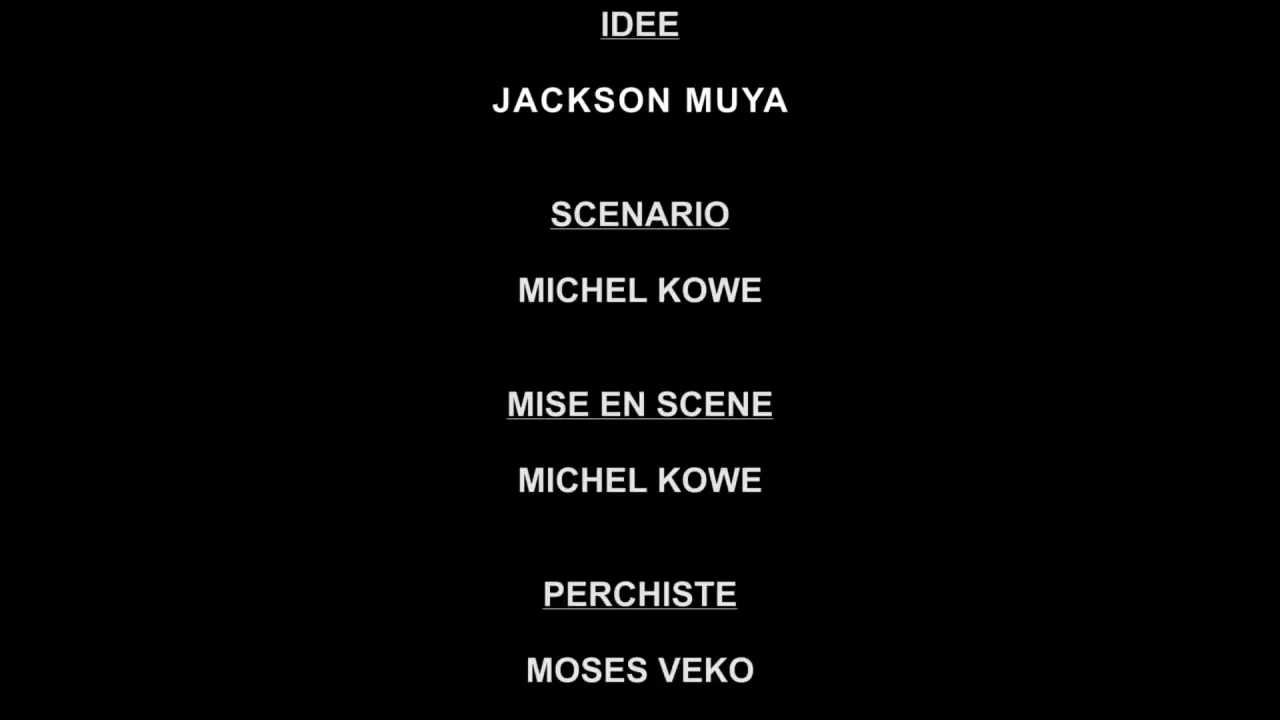 IDEE
JACKSON MUYA
SCENARIO
MICHEL KOWE
MISE EN SCENE
MICHEL KOWE
PERCHISTE
MOSES VEKO